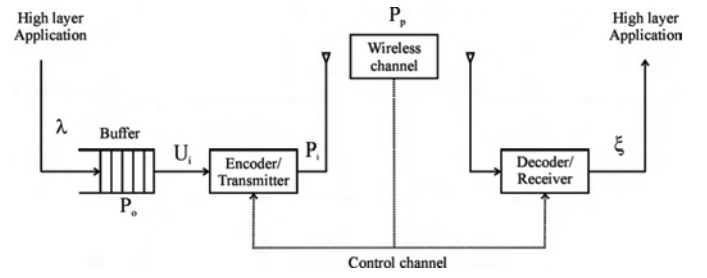 High layer
Application
P_p
High layer
Application
Wireless
channel
λ
Buffer
U_i
Encoder/
Transmitter
P_i
Decoder/
Receiver
ξ
P_o
Control channel